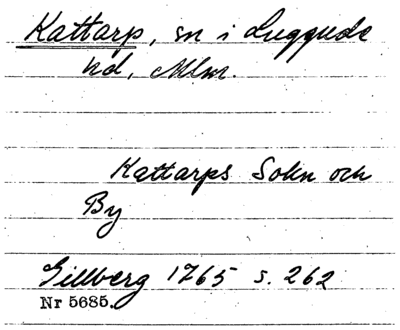 Kattarp, sn i Luggude
hd, Mlm.
Kattarps Sokn och
By
Gillberg 1765 s. 262
Nr 5685.